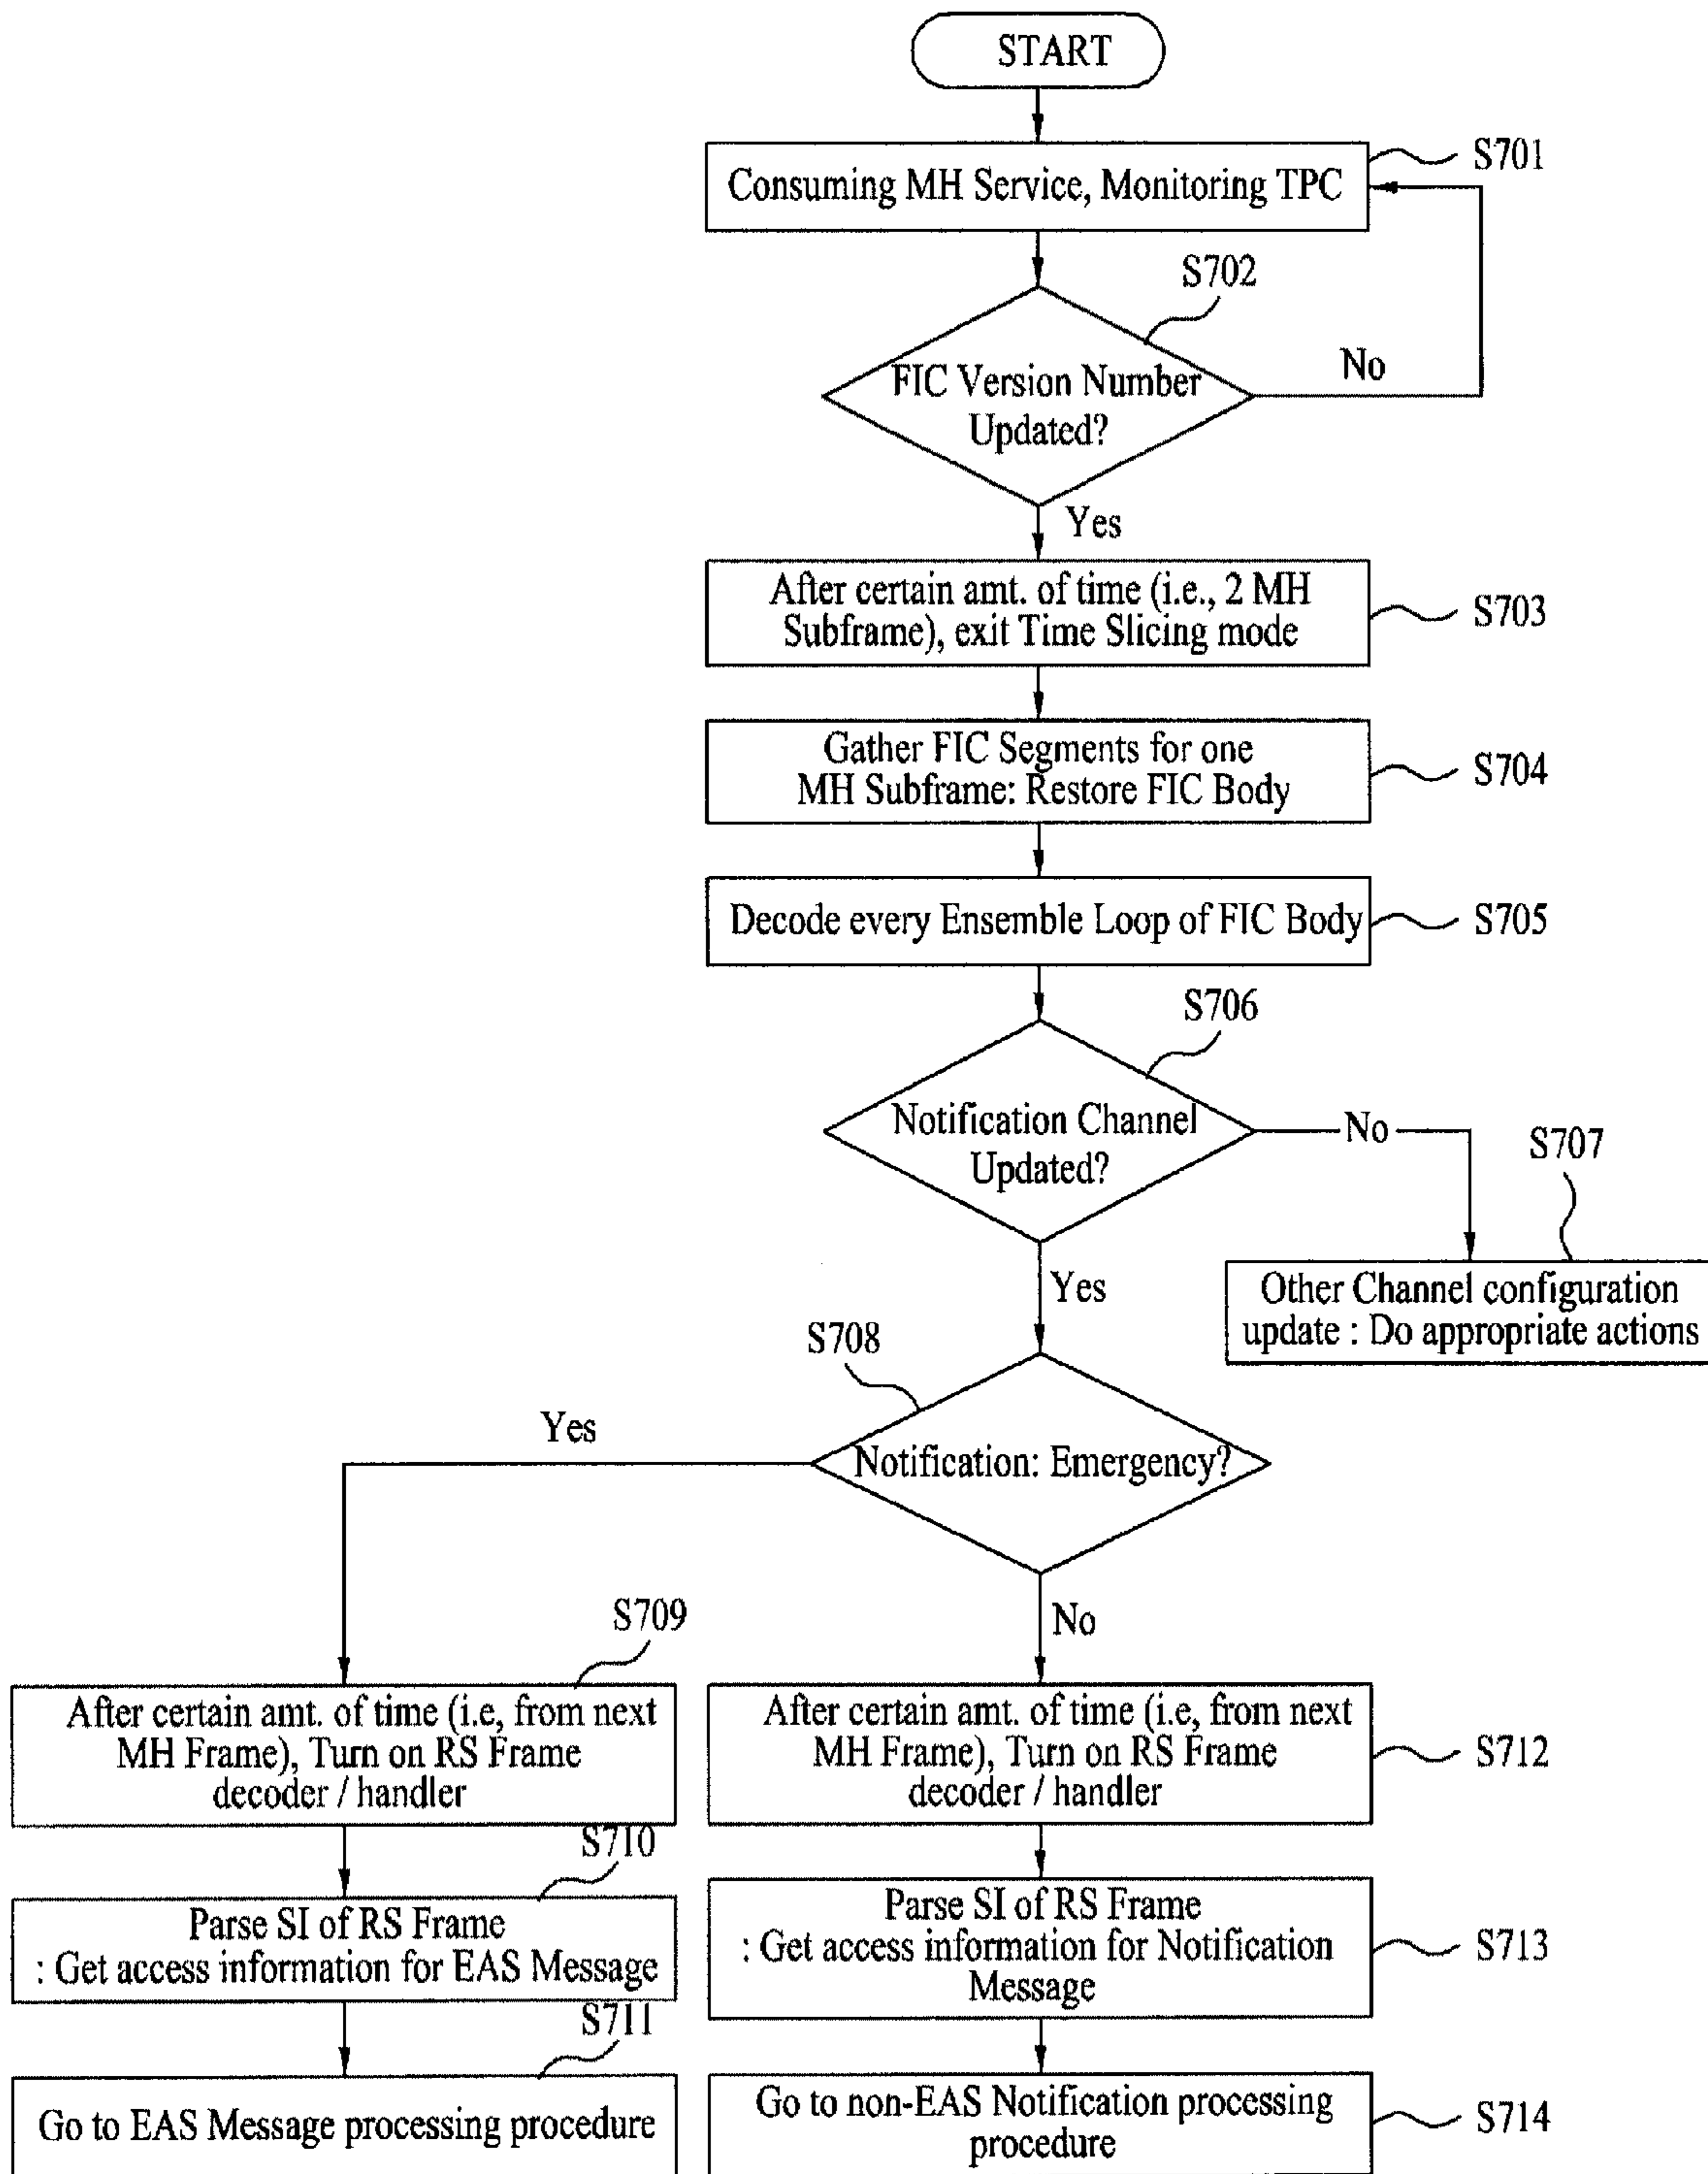 START
S701
Consuming MH Service, Monitoring TPC
S702
FIC Version Number
Updated?
No
Yes
After certain amt. of time (i.e., 2 MH
Subframe), exit Time Slicing mode
S703
Gather FIC Segments for one
MH Subframe: Restore FIC Body
S704
Decode every Ensemble Loop of FIC Body
S705
S706
Notification Channel
Updated?
No
S707
Yes
Other Channel configuration
update : Do appropriate actions
S708
Yes
Notification: Emergency?
No
S709
After certain amt. of time (i.e, from next
MH Frame), Turn on RS Frame
decoder / handler
After certain amt. of time (i.e, from next
MH Frame), Turn on RS Frame
decoder / handler
S712
S710
Parse SI of RS Frame
: Get access information for EAS Message
Parse SI of RS Frame
: Get access information for Notification
Message
S713
S711
Go to EAS Message processing procedure
Go to non-EAS Notification processing
procedure
S714